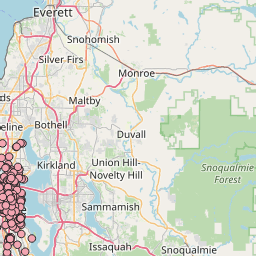 Everett
Snohomish
Silver Firs
Monroe
Maltby
Bothell
Duvall
Kirkland
Union Hill-
Novelty Hill
Snoqualmie
Forest
Sammamish
Issaquah
Snoqualmie